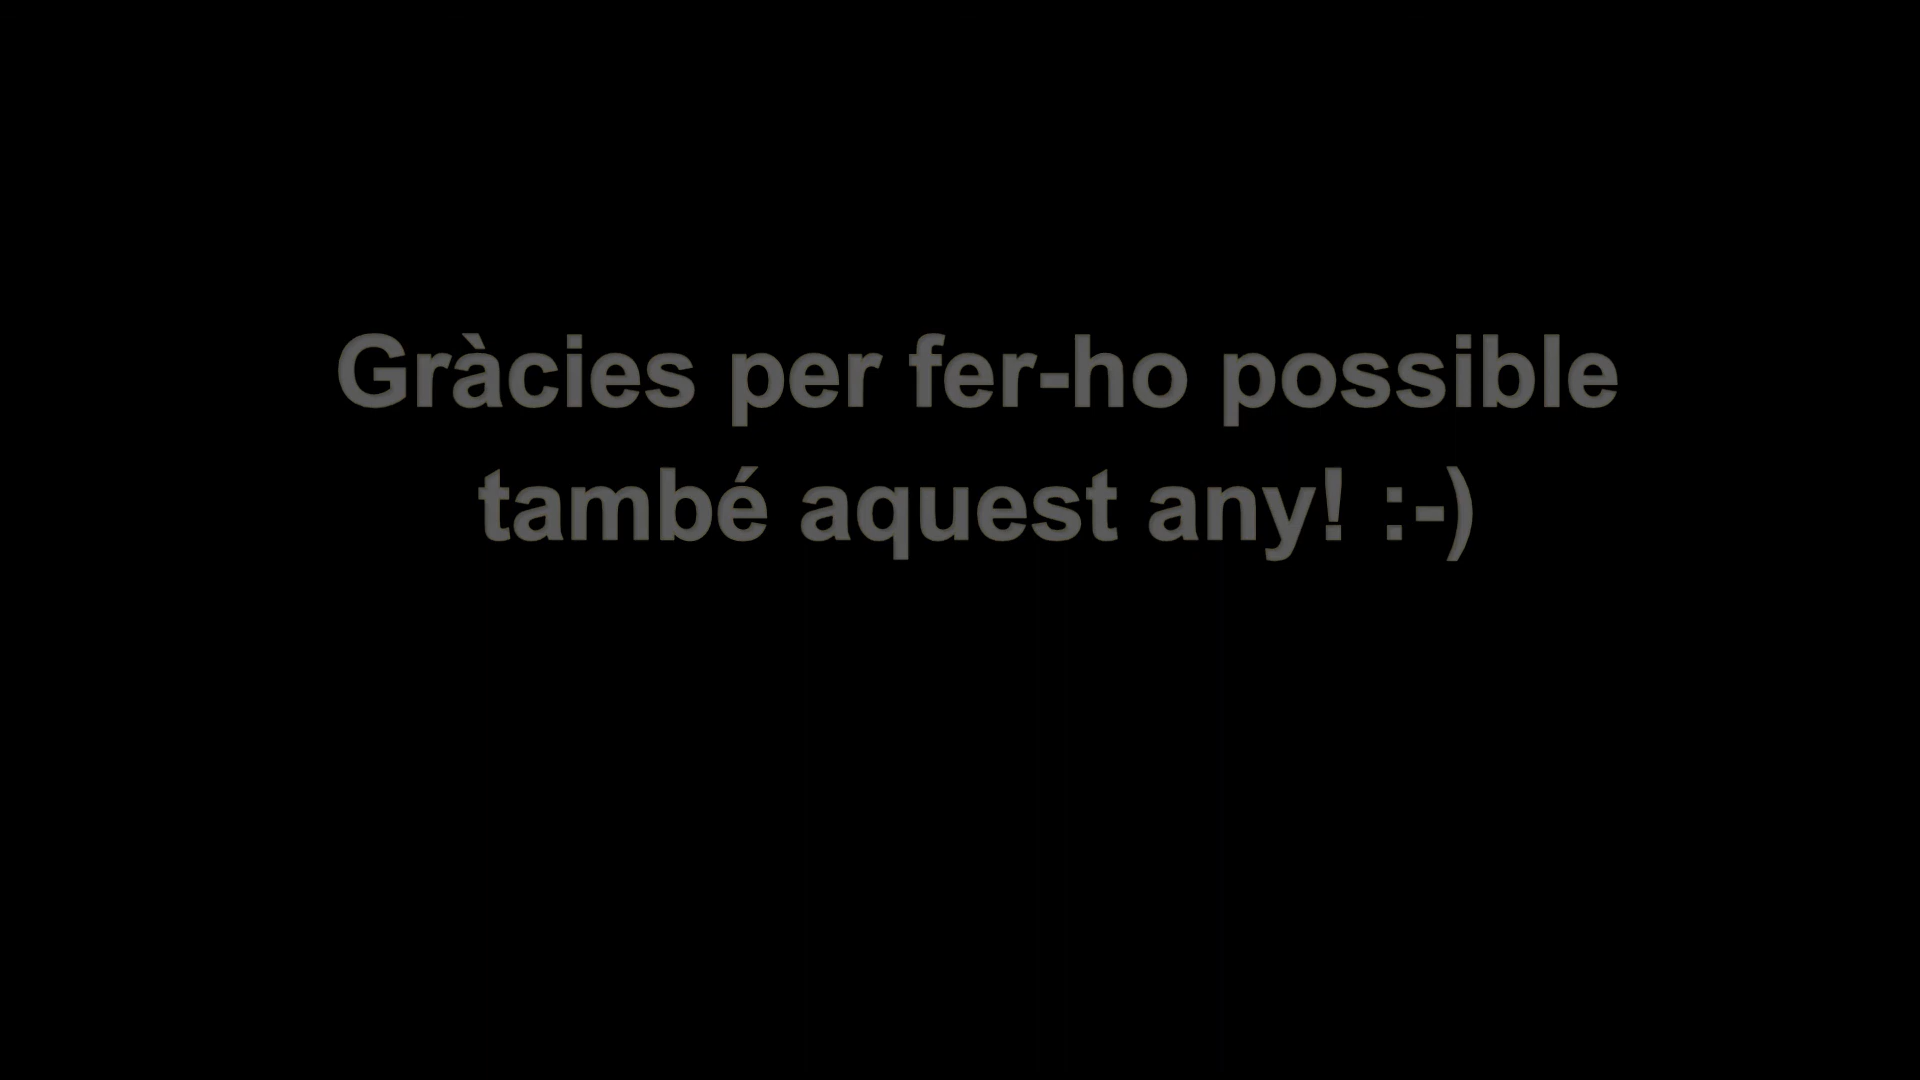 Gràcies per fer-ho possible
també aquest any! :-)